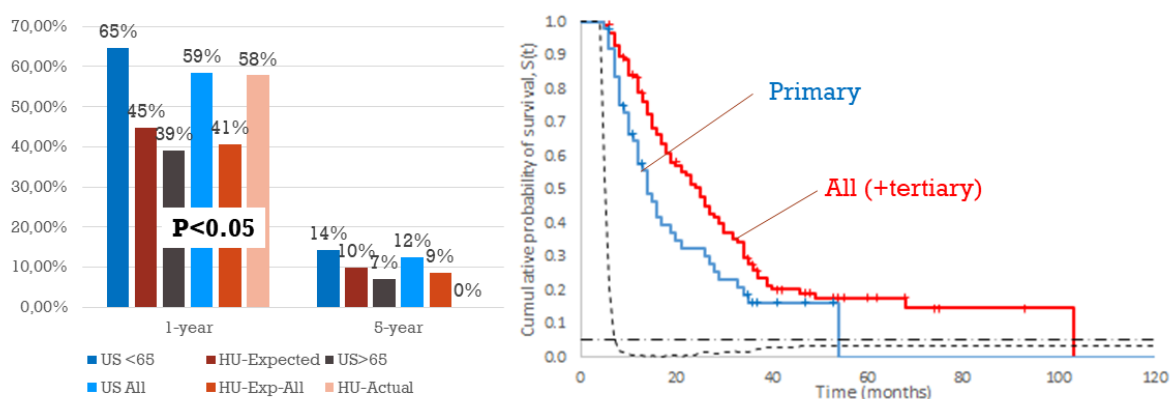 70,00%
60,00%
50,00%
40,00%
30,00%
20,00%
10,00%
0,00%
65%
45%
39%
59%
41%
58%
P<0.05
14%
10%
7%
12%
9%
0%
1-year
5-year
US <65
HU-Expected
US>65
US All
HU-Exp-All
HU-Actual
Cumulative probability of survival, S(t)
1.0
0.9
0.8
0.7
0.6
0.5
0.4
0.3
0.2
0.1
0.0
Primary
All (+tertiary)
0
20
40
60
80
100
120
Time (months)